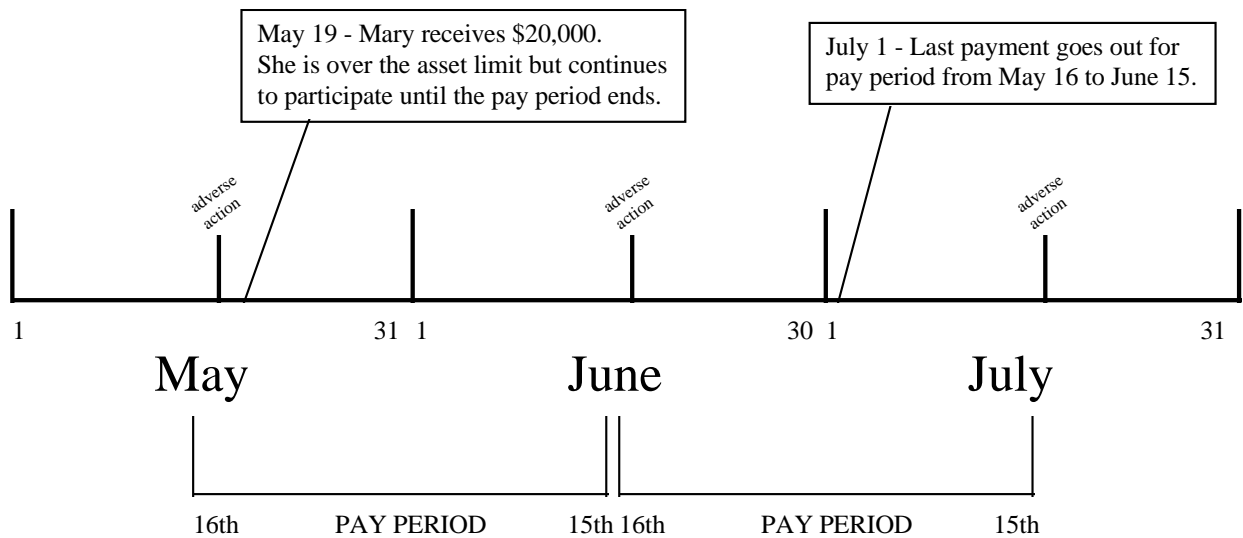 May 19 - Mary receives $20,000.
She is over the asset limit but continues
to participate until the pay period ends.
July 1 - Last payment goes out for
pay period from May 16 to June 15.
adverse
action
adverse
action
adverse
action
1 31 1 30 1 31
May June July
16th PAY PERIOD 15th 16th PAY PERIOD 15th